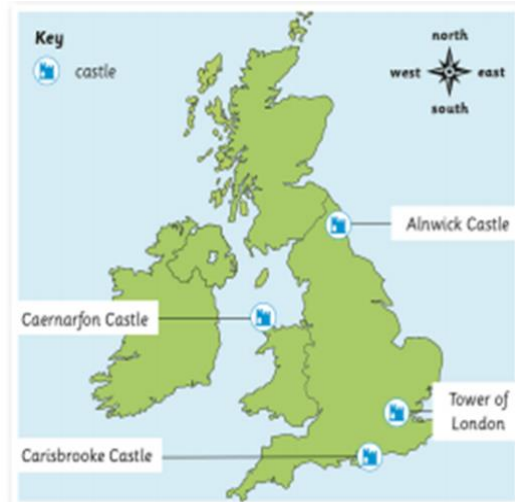 Key
castle
north
west
east
south
Alnwick Castle
Caernarfon Castle
Tower of
London
Carisbrooke Castle